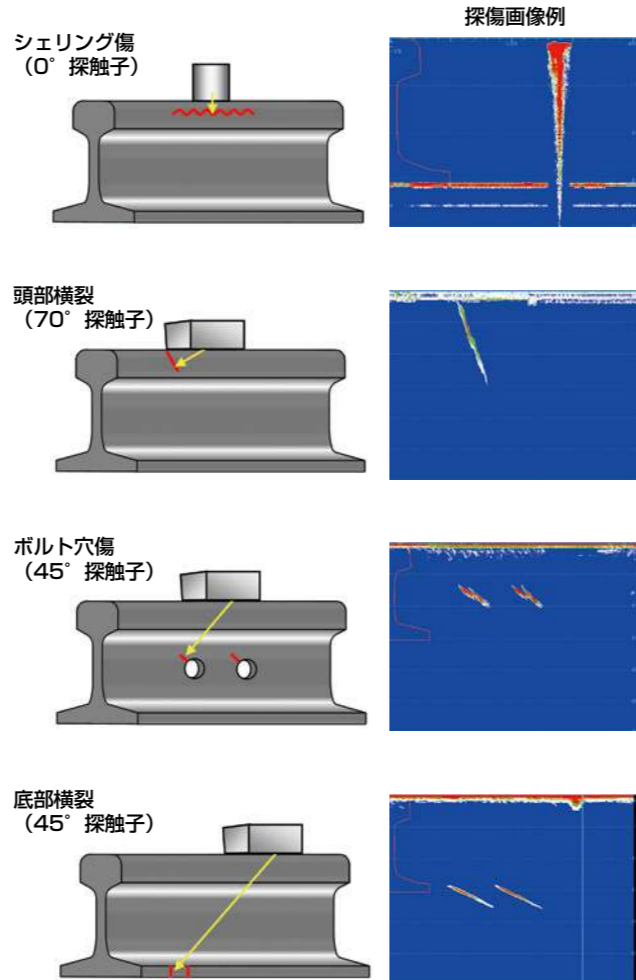 探傷画像例
シェリング傷
（0°探触子）
頭部横裂
（70°探触子）
ボルト穴傷
（45°探触子）
底部横裂
（45°探触子）